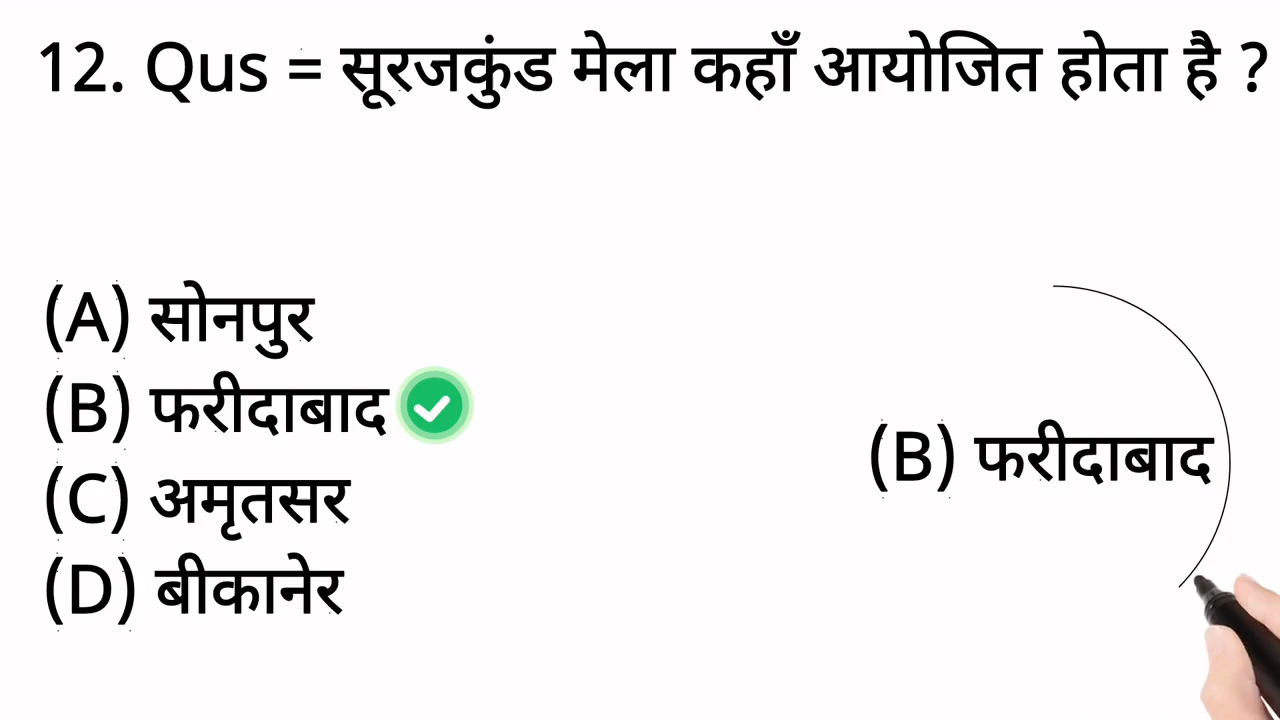 12. Qus = सूरजकुंड मेला कहाँ आयोजित होता है ?
(A) सोनपुर
(B) फरीदाबाद
(C) अमृतसर
(D) बीकानेर
(B) फरीदाबाद